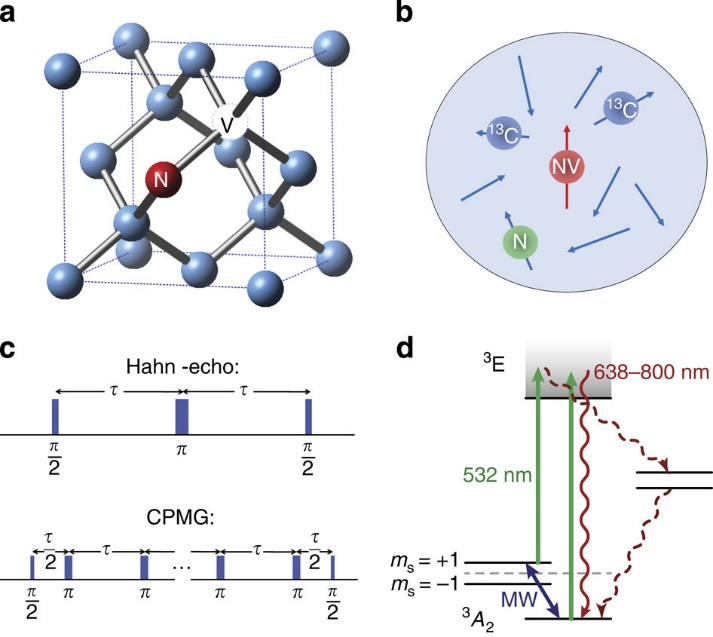 a
V
N
b
13C
13C
NV
N
c
Hahn -echo:
τ
τ
π/2
π
π/2
CPMG:
τ/2
τ
τ
τ/2
...
π/2
π
π
π
π
π/2
d
3E
638–800 nm
532 nm
ms = +1
ms = −1
MW
3A2